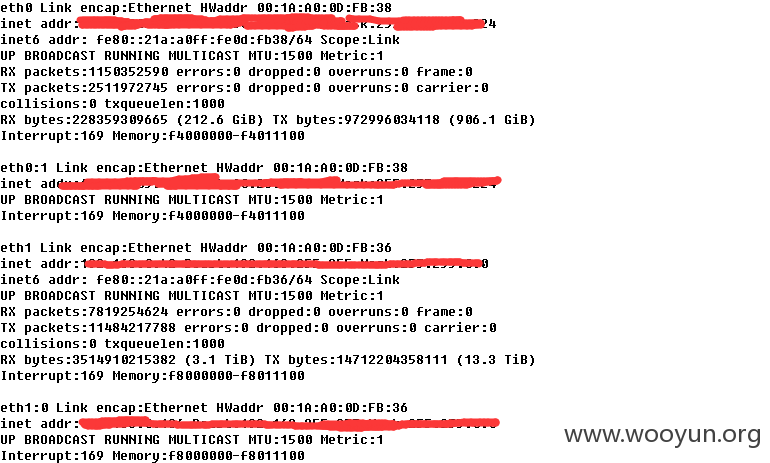 eth0 Link encap:Ethernet HWaddr 00:1A:A0:0D:FB:38
inet addr:
inet6 addr: fe80::21a:a0ff:fe0d:fb38/64 Scope:Link
UP BROADCAST RUNNING MULTICAST MTU:1500 Metric:1
RX packets:1150352590 errors:0 dropped:0 overruns:0 frame:0
TX packets:2511972745 errors:0 dropped:0 overruns:0 carrier:0
collisions:0 txqueuelen:1000
RX bytes:228359309665 (212.6 GiB) TX bytes:972996034118 (906.1 GiB)
Interrupt:169 Memory:f4000000-f4011100
eth0:1 Link encap:Ethernet HWaddr 00:1A:A0:0D:FB:38
inet
UP BROADCAST RUNNING MULTICAST MTU:1500 Metric:1
Interrupt:169 Memory:f4000000-f4011100
eth1 Link encap:Ethernet HWaddr 00:1A:A0:0D:FB:36
inet addr:
inet6 addr: fe80::21a:a0ff:fe0d:fb36/64 Scope:Link
UP BROADCAST RUNNING MULTICAST MTU:1500 Metric:1
RX packets:7819254624 errors:0 dropped:0 overruns:0 frame:0
TX packets:11484217788 errors:0 dropped:0 overruns:0 carrier:0
collisions:0 txqueuelen:1000
RX bytes:3514910215382 (3.1 TiB) TX bytes:14712204358111 (13.3 TiB)
Interrupt:169 Memory:f8000000-f8011100
eth1:0 Link encap:Ethernet HWaddr 00:1A:A0:0D:FB:36
inet addr:
UP BROADCAST RUNNING MULTICAST MTU:1500 Metric:1
Interrupt:169 Memory:f8000000-f8011100
www.wooyun.org